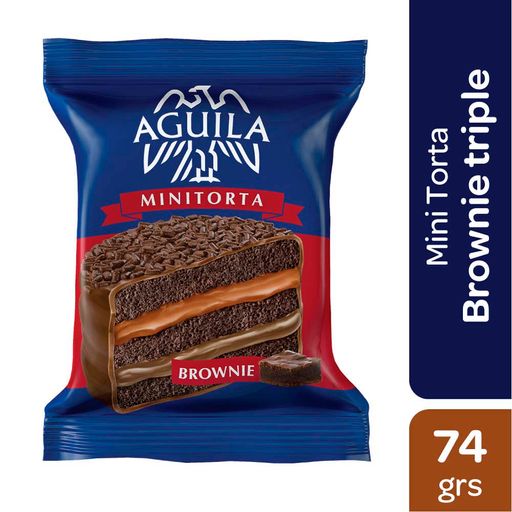 AGUILA
MINITORTA
BROWNIE
Mini Torta
Brownie triple
74
grs